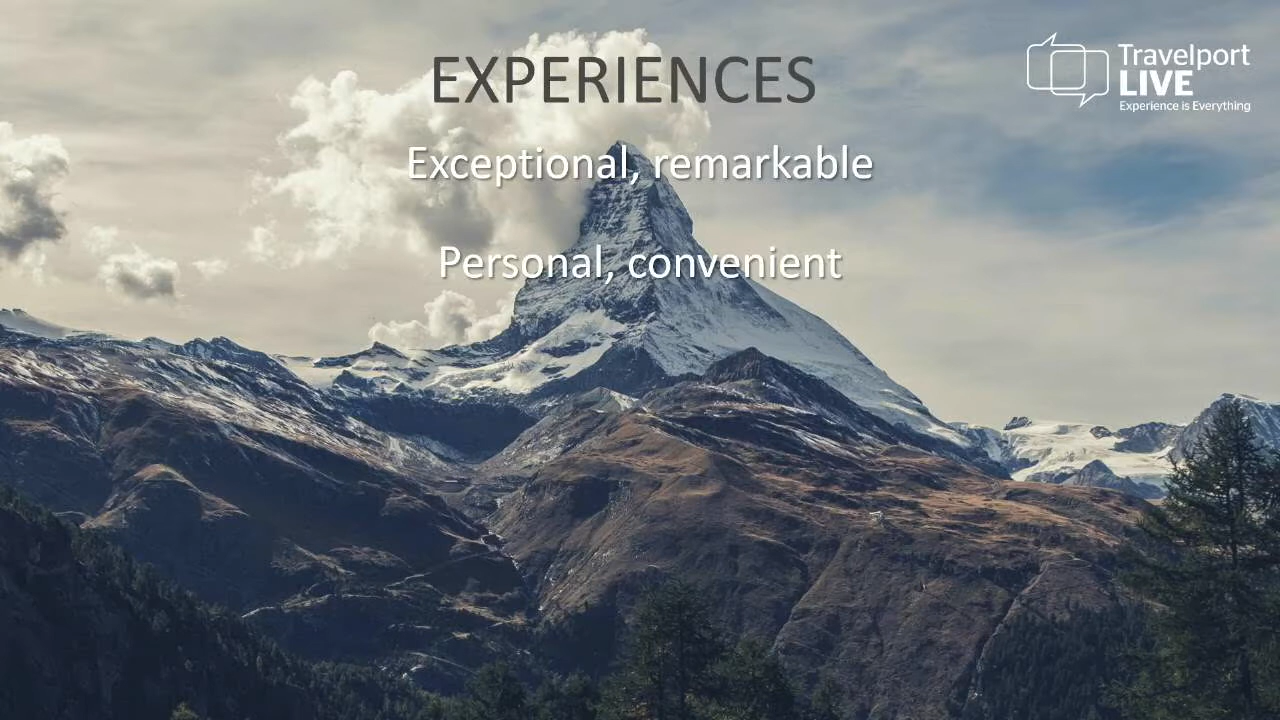 EXPERIENCES
Travelport
LIVE
Experience is Everything
Exceptional, remarkable
Personal, convenient